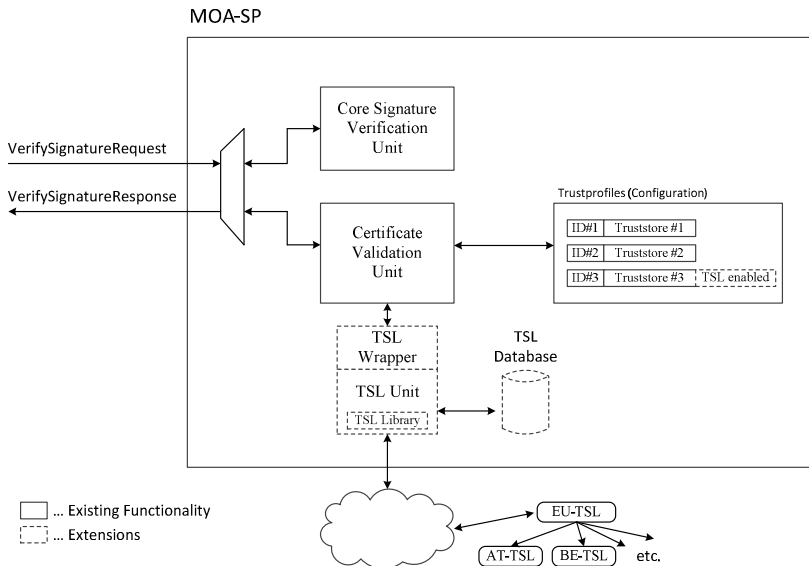 MOA-SP
Core Signature
Verification
Unit
VerifySignatureRequest
VerifySignatureResponse
Trustprofiles (Configuration)
ID#1 Truststore #1
ID#2 Truststore #2
ID#3 Truststore #3 TSL enabled
Certificate
Validation
Unit
TSL
Wrapper
TSL Unit
TSL Library
TSL
Database
... Existing Functionality
... Extensions
EU-TSL
AT-TSL BE-TSL etc.